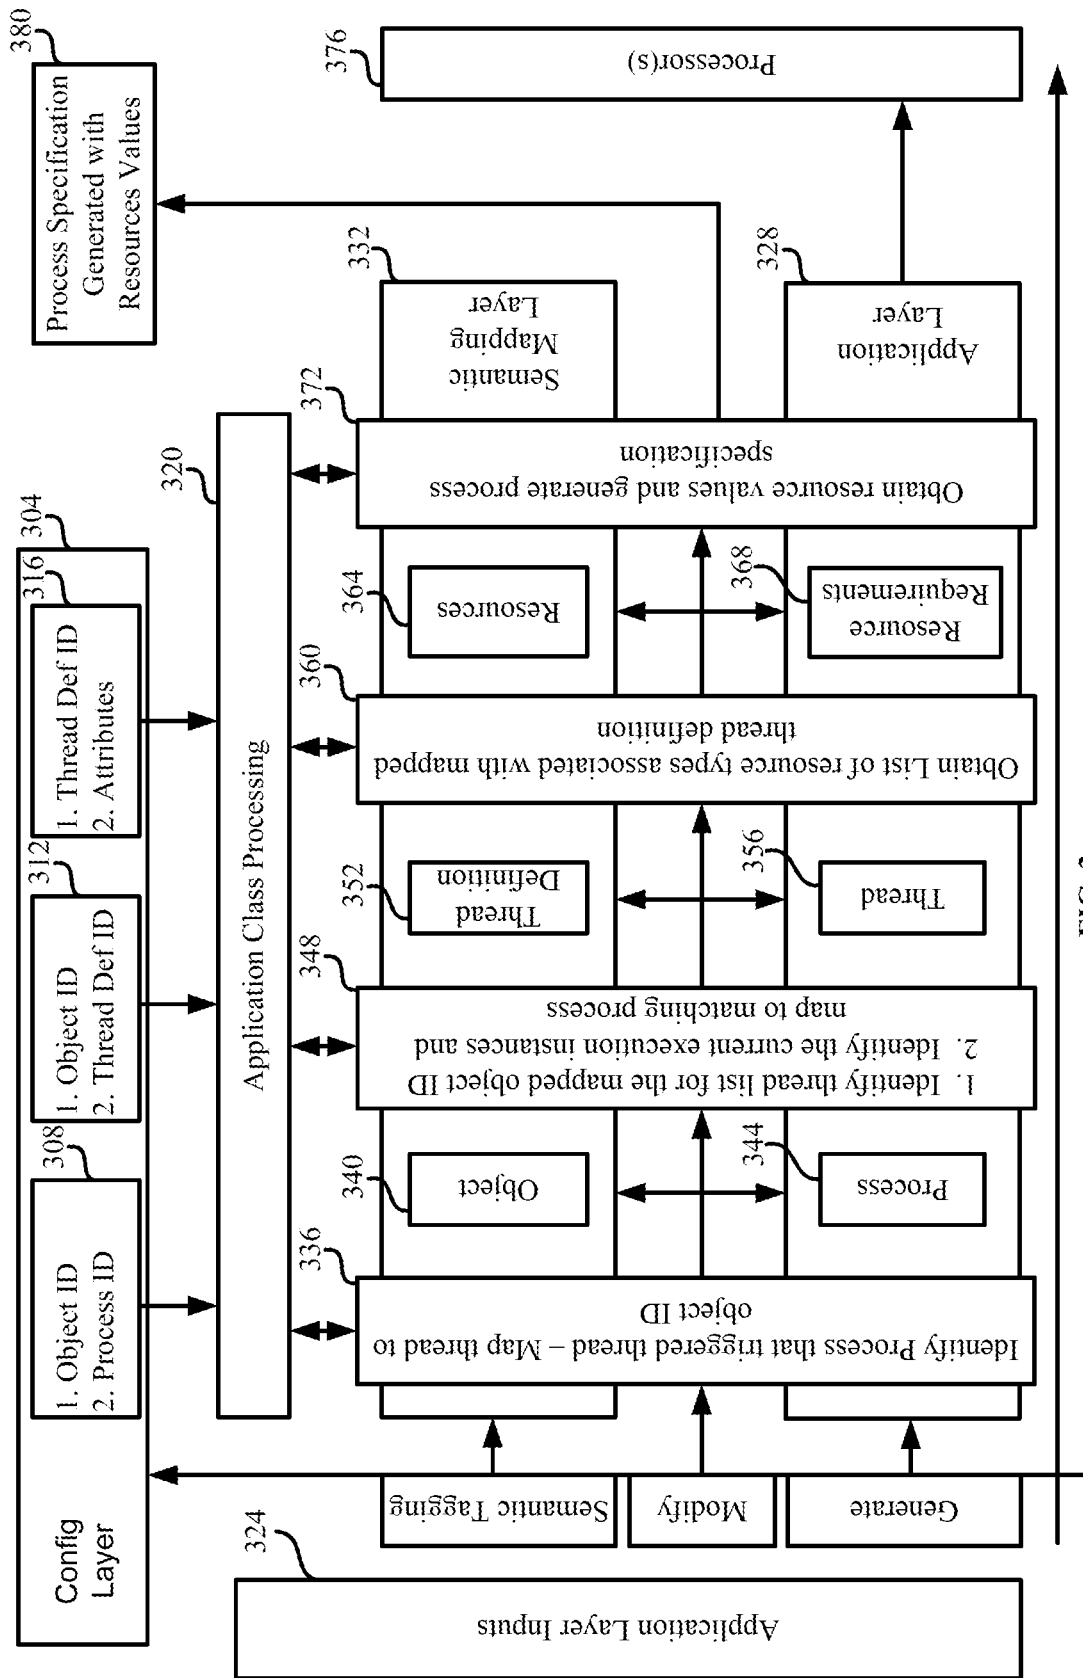 380
Process Specification
Generated with
Resources Values
376
Processor(s)
304
Config
Layer
308
1. Object ID
2. Process ID
312
1. Object ID
2. Thread Def ID
316
1. Thread Def ID
2. Attributes
320
Application Class Processing
324
Application Layer Inputs
Semantic Tagging
Modify
Generate
332
Semantic
Mapping
Layer
328
Application
Layer
336
Identify Process that triggered thread – Map thread to
object ID
340
Object
344
Process
348
1. Identify thread list for the mapped object ID
2. Identify the current execution instances and
map to matching process
352
Thread
Definition
356
Thread
360
Obtain List of resource types associated with mapped
thread definition
364
Resources
368
Resource
Requirements
372
Obtain resource values and generate process
specification